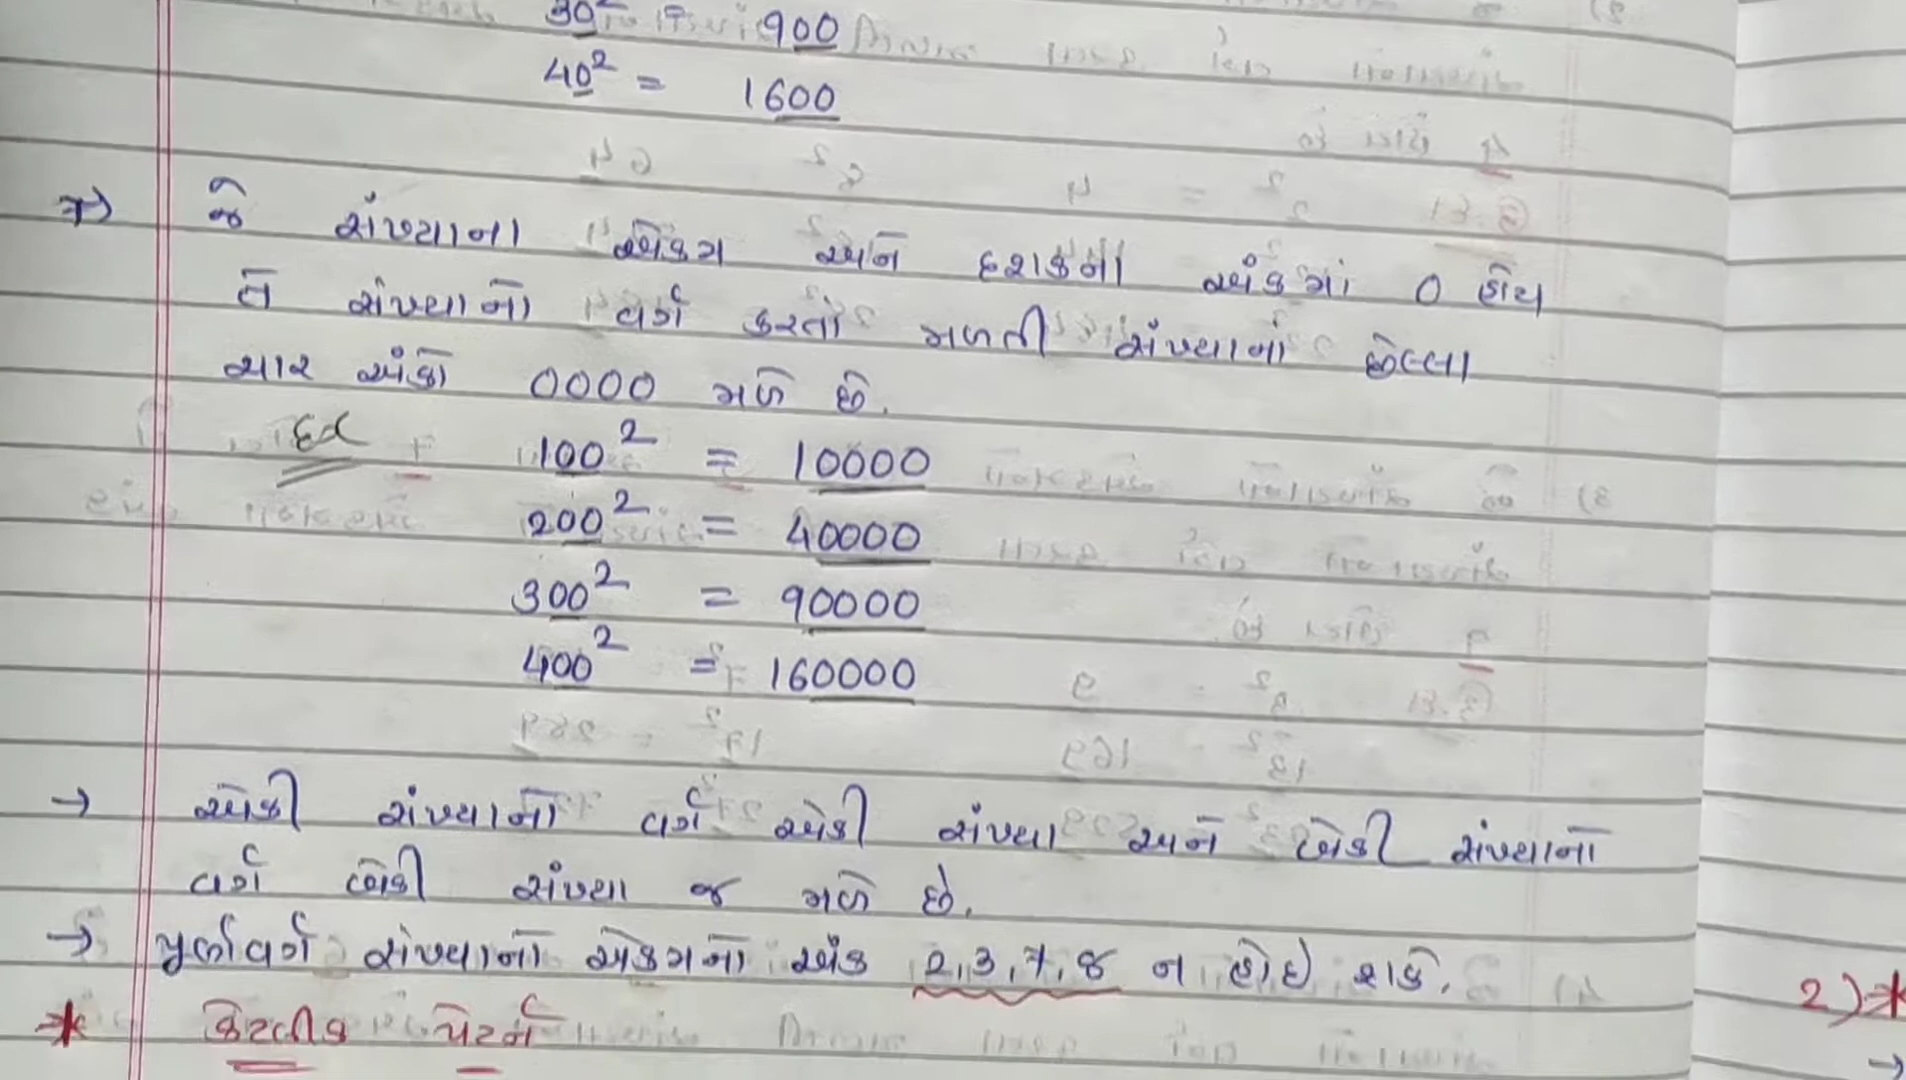 30² = 900
40² = 1600
7→ જે સંખ્યાના એકમ અને દશકના અંકમાં 0 હોય
તે સંખ્યાનો વર્ગ કરતાં મળતી સંખ્યાનાં છેલ્લા
ચાર અંકો 0000 મળે છે.
દા.ત 100² = 10000
200² = 40000
300² = 90000
400² = 160000
→ એકી સંખ્યાનો વર્ગ એકી સંખ્યા અને બેકી સંખ્યાનો
વર્ગ બેકી સંખ્યા જ મળે છે.
→ પુર્ણવર્ગ સંખ્યાનો એકમનો અંક 2,3,7,8 ન હોઈ શકે.
* કેટલીક પેટર્ન
2)*
→